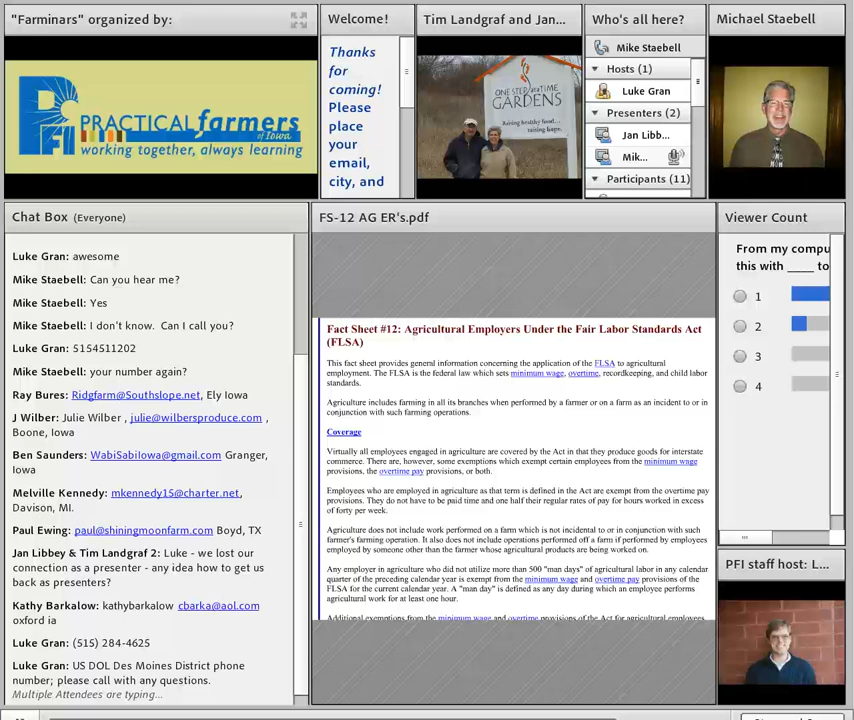 "Farminars" organized by:
PFI
PRACTICAL farmers
of Iowa
working together, always learning
Welcome!
Thanks
for
coming!
Please
place
your
email,
city, and
Tim Landgraf and Jan...
ONE STEP at a TIME
GARDENS
Raising healthy food...
raising hope.
Who's all here?
Mike Staebell
Hosts (1)
Luke Gran
Presenters (2)
Jan Libb...
Mik...
Participants (11)
Michael Staebell
Chat Box (Everyone)
Luke Gran: awesome
Mike Staebell: Can you hear me?
Mike Staebell: Yes
Mike Staebell: I don't know. Can I call you?
Luke Gran: 5154511202
Mike Staebell: your number again?
Ray Bures: Ridgfarm@Southslope.net, Ely Iowa
J Wilber: Julie Wilber , julie@wilbersproduce.com ,
Boone, Iowa
Ben Saunders: WabiSabiIowa@gmail.com Granger,
Iowa
Melville Kennedy: mkennedy15@charter.net,
Davison, MI.
Paul Ewing: paul@shiningmoonfarm.com Boyd, TX
Jan Libbey & Tim Landgraf 2: Luke - we lost our
connection as a presenter - any idea how to get us
back as presenters?
Kathy Barkalow: kathybarkalow cbarka@aol.com
oxford ia
Luke Gran: (515) 284-4625
Luke Gran: US DOL Des Moines District phone
number; please call with any questions.
Multiple Attendees are typing...
FS-12 AG ER's.pdf
Fact Sheet #12: Agricultural Employers Under the Fair Labor Standards Act
(FLSA)
This fact sheet provides general information concerning the application of the FLSA to agricultural
employment. The FLSA is the federal law which sets minimum wage, overtime, recordkeeping, and child labor
standards.
Agriculture includes farming in all its branches when performed by a farmer or on a farm as an incident to or in
conjunction with such farming operations.
Coverage
Virtually all employees engaged in agriculture are covered by the Act in that they produce goods for interstate
commerce. There are, however, some exemptions which exempt certain employees from the minimum wage
provisions, the overtime pay provisions, or both.
Employees who are employed in agriculture as that term is defined in the Act are exempt from the overtime pay
provisions. They do not have to be paid time and one half their regular rates of pay for hours worked in excess
of forty per week.
Agriculture does not include work performed on a farm which is not incidental to or in conjunction with such
farmer's farming operation. It also does not include operations performed off a farm if performed by employees
employed by someone other than the farmer whose agricultural products are being worked on.
Any employer in agriculture who did not utilize more than 500 "man days" of agricultural labor in any calendar
quarter of the preceding calendar year is exempt from the minimum wage and overtime pay provisions of the
FLSA for the current calendar year. A "man day" is defined as any day during which an employee performs
agricultural work for at least one hour.
Additional exemptions from the minimum wage and overtime provisions of the Act for agricultural employees
Viewer Count
From my compu
this with ____ to
1
2
3
4
PFI staff host: L...